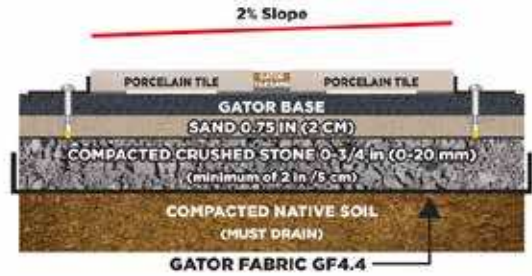 2% Slope
PORCELAIN TILE
GATOR
PORCELAIN TILE
GATOR BASE
SAND 0.75 IN (2 CM)
COMPACTED CRUSHED STONE 0-3/4 in (0-20 mm)
(minimum of 2 in /5 cm)
COMPACTED NATIVE SOIL
(MUST DRAIN)
GATOR FABRIC GF4.4